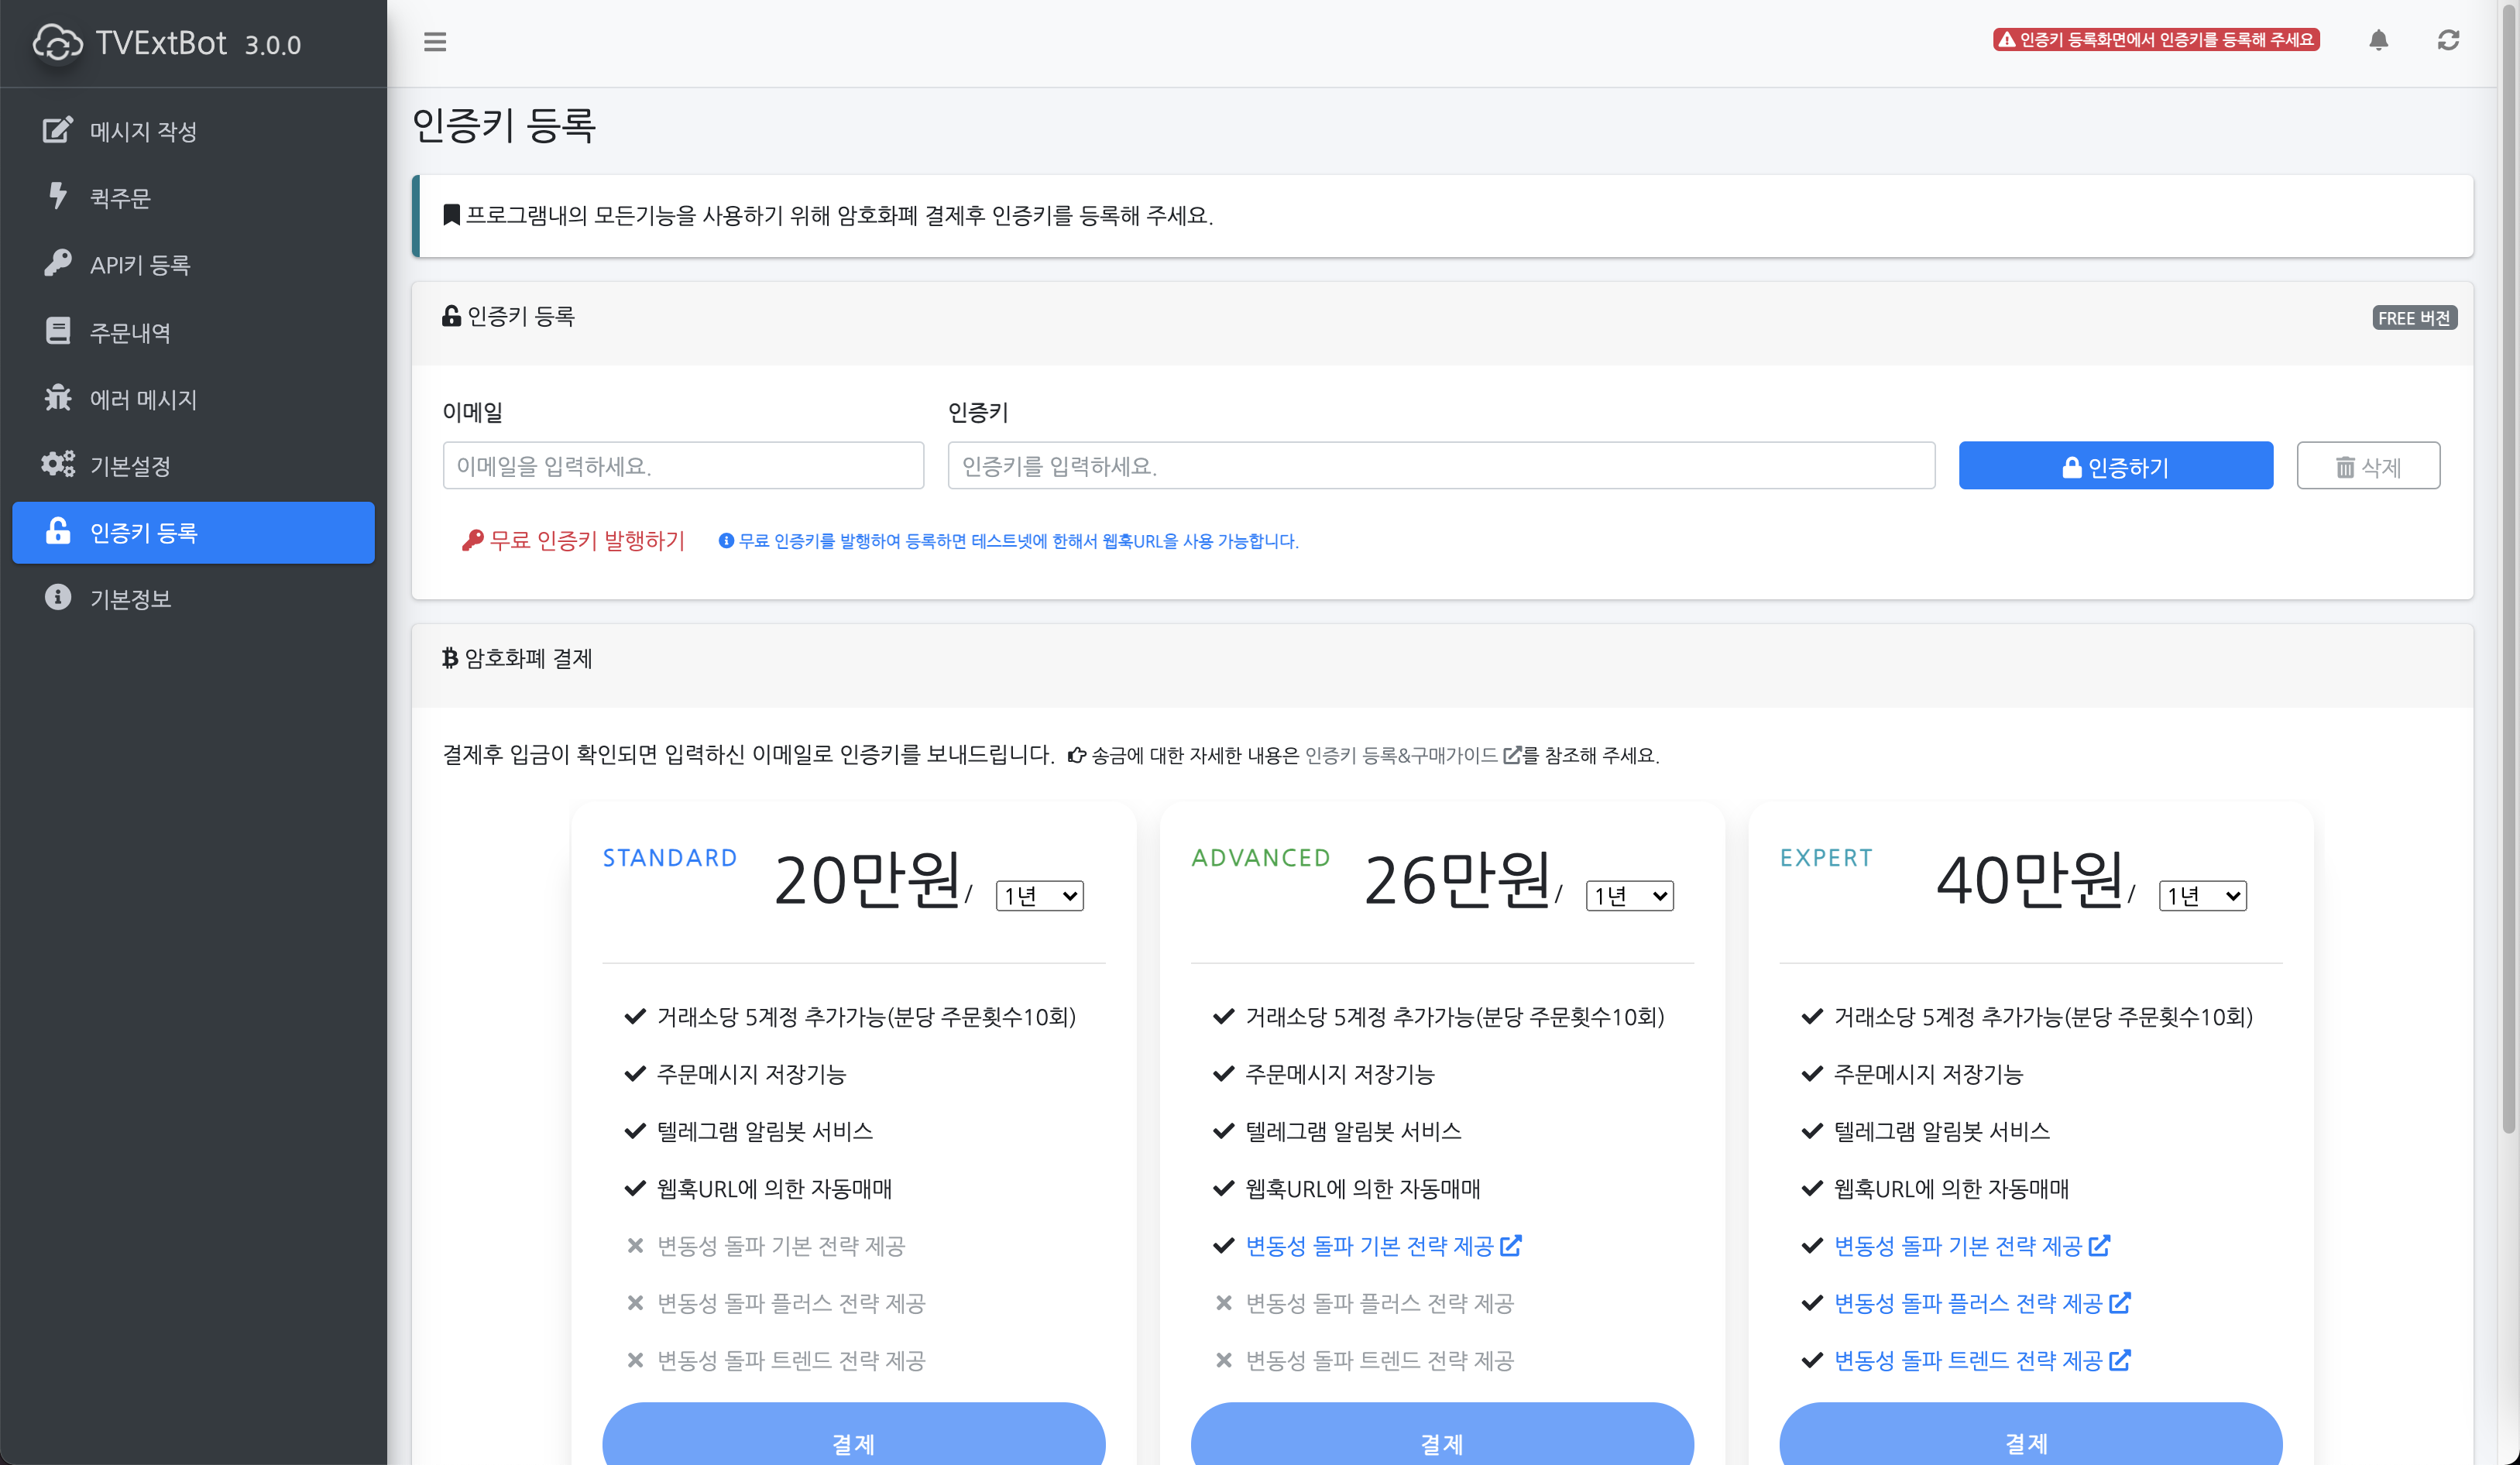 TVExtBot 3.0.0
메시지 작성
퀵주문
API키 등록
주문내역
에러 메시지
기본설정
인증키 등록
기본정보
인증키 등록화면에서 인증키를 등록해 주세요
인증키 등록
프로그램내의 모든기능을 사용하기 위해 암호화폐 결제후 인증키를 등록해 주세요.
인증키 등록
FREE 버전
이메일
인증키
이메일을 입력하세요.
인증키를 입력하세요.
인증하기
삭제
무료 인증키 발행하기
무료 인증키를 발행하여 등록하면 테스트넷에 한해서 웹훅URL을 사용 가능합니다.
암호화폐 결제
결제후 입금이 확인되면 입력하신 이메일로 인증키를 보내드립니다. 송금에 대한 자세한 내용은 인증키 등록&구매가이드 를 참조해 주세요.
STANDARD
20만원/ 1년
거래소당 5계정 추가가능(분당 주문횟수10회)
주문메시지 저장기능
텔레그램 알림봇 서비스
웹훅URL에 의한 자동매매
변동성 돌파 기본 전략 제공
변동성 돌파 플러스 전략 제공
변동성 돌파 트렌드 전략 제공
결제
ADVANCED
26만원/ 1년
거래소당 5계정 추가가능(분당 주문횟수10회)
주문메시지 저장기능
텔레그램 알림봇 서비스
웹훅URL에 의한 자동매매
변동성 돌파 기본 전략 제공
변동성 돌파 플러스 전략 제공
변동성 돌파 트렌드 전략 제공
결제
EXPERT
40만원/ 1년
거래소당 5계정 추가가능(분당 주문횟수10회)
주문메시지 저장기능
텔레그램 알림봇 서비스
웹훅URL에 의한 자동매매
변동성 돌파 기본 전략 제공
변동성 돌파 플러스 전략 제공
변동성 돌파 트렌드 전략 제공
결제